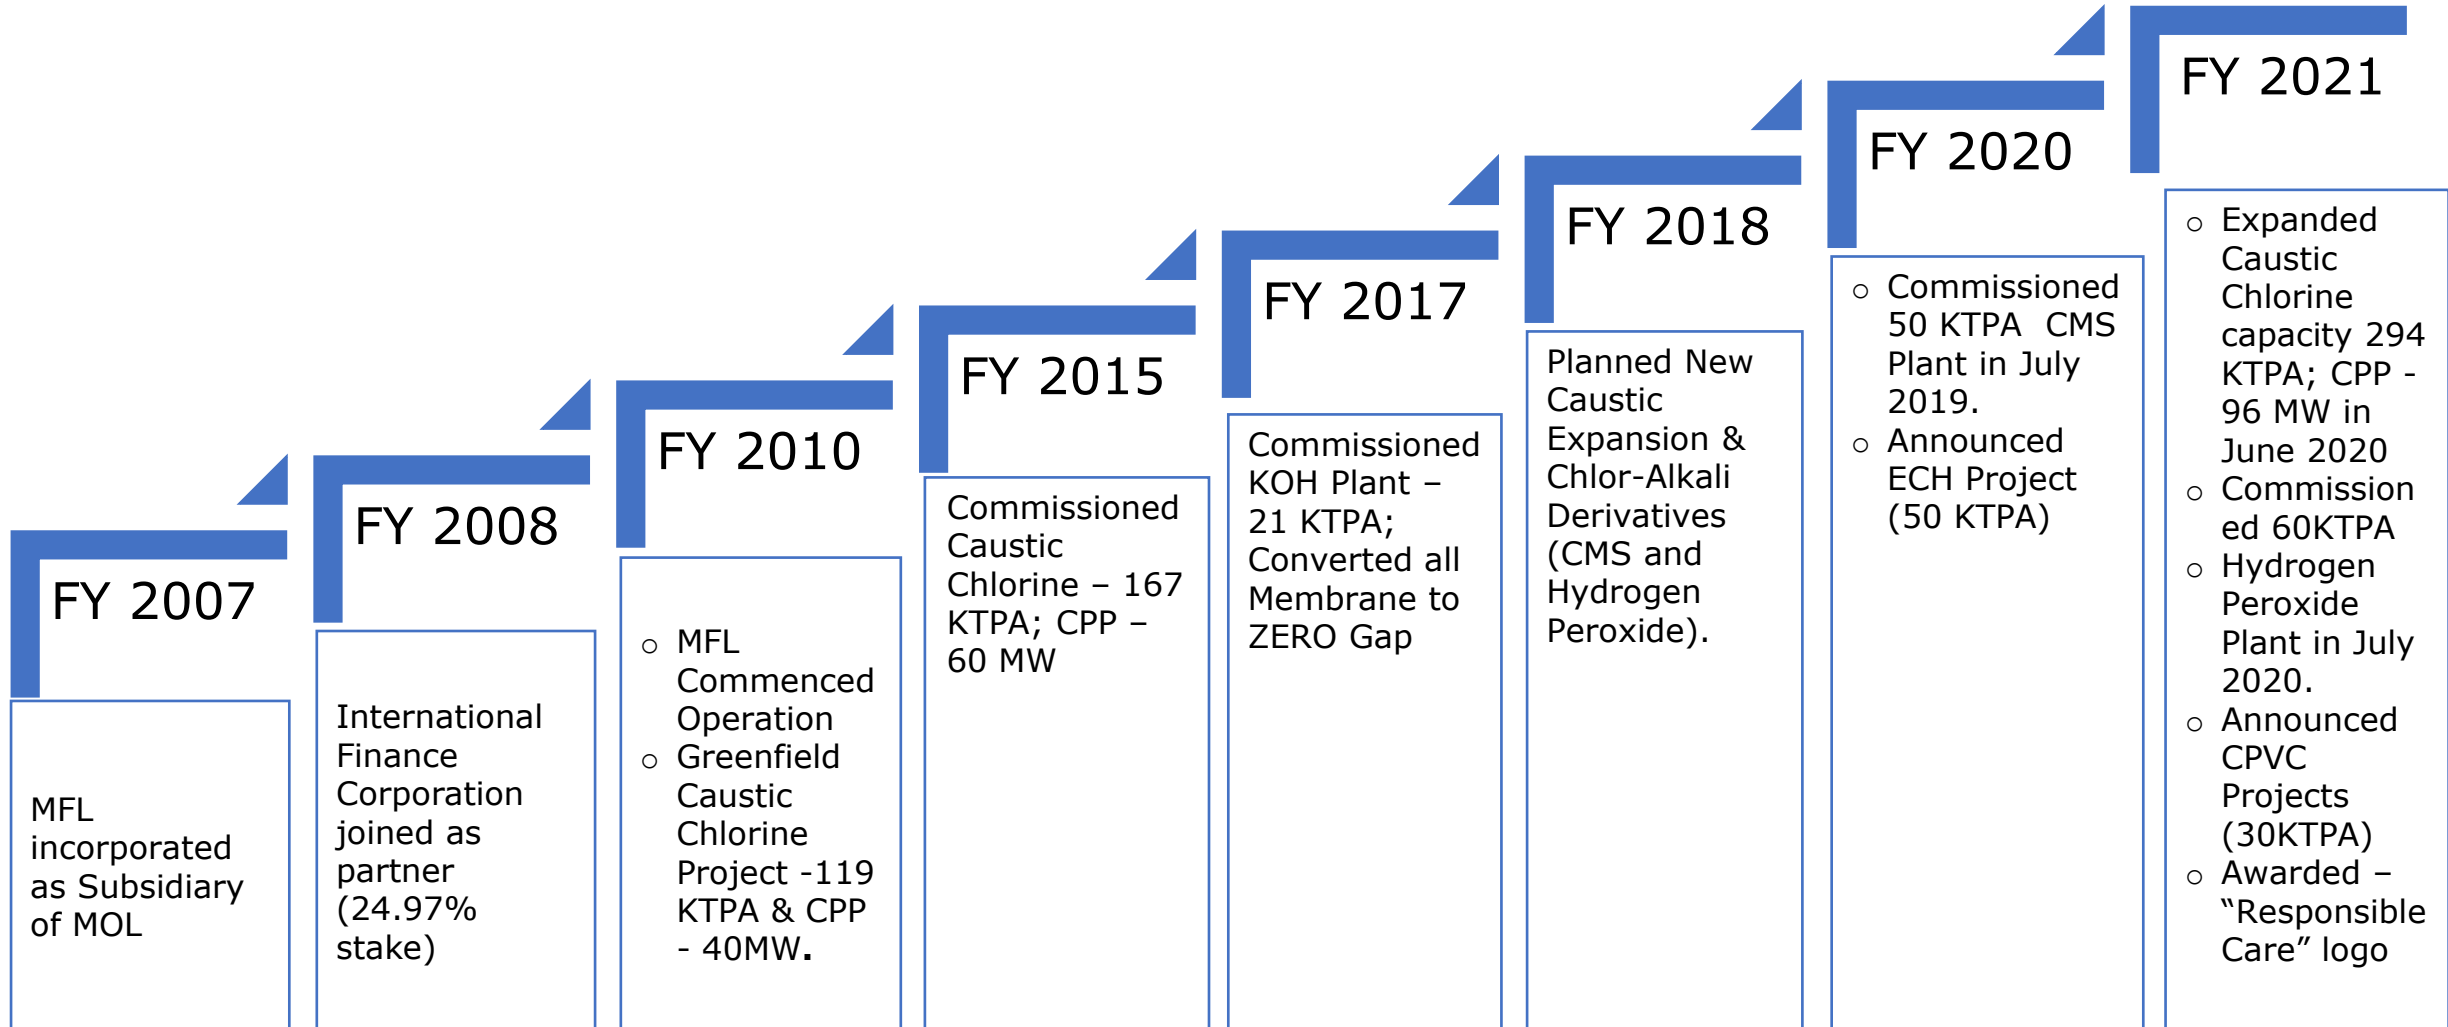 FY 2007
MFL
incorporated
as Subsidiary
of MOL
FY 2008
International
Finance
Corporation
joined as
partner
(24.97%
stake)
FY 2010
○ MFL
Commenced
Operation
○ Greenfield
Caustic
Chlorine
Project -119
KTPA & CPP
- 40MW.
FY 2015
Commissioned
Caustic
Chlorine – 167
KTPA; CPP –
60 MW
FY 2017
Commissioned
KOH Plant –
21 KTPA;
Converted all
Membrane to
ZERO Gap
FY 2018
Planned New
Caustic
Expansion &
Chlor-Alkali
Derivatives
(CMS and
Hydrogen
Peroxide).
FY 2020
○ Commissioned
50 KTPA  CMS
Plant in July
2019.
○ Announced
ECH Project
(50 KTPA)
FY 2021
○ Expanded
Caustic
Chlorine
capacity 294
KTPA; CPP -
96 MW in
June 2020
○ Commission
ed 60KTPA
○ Hydrogen
Peroxide
Plant in July
2020.
○ Announced
CPVC
Projects
(30KTPA)
○ Awarded –
“Responsible
Care” logo